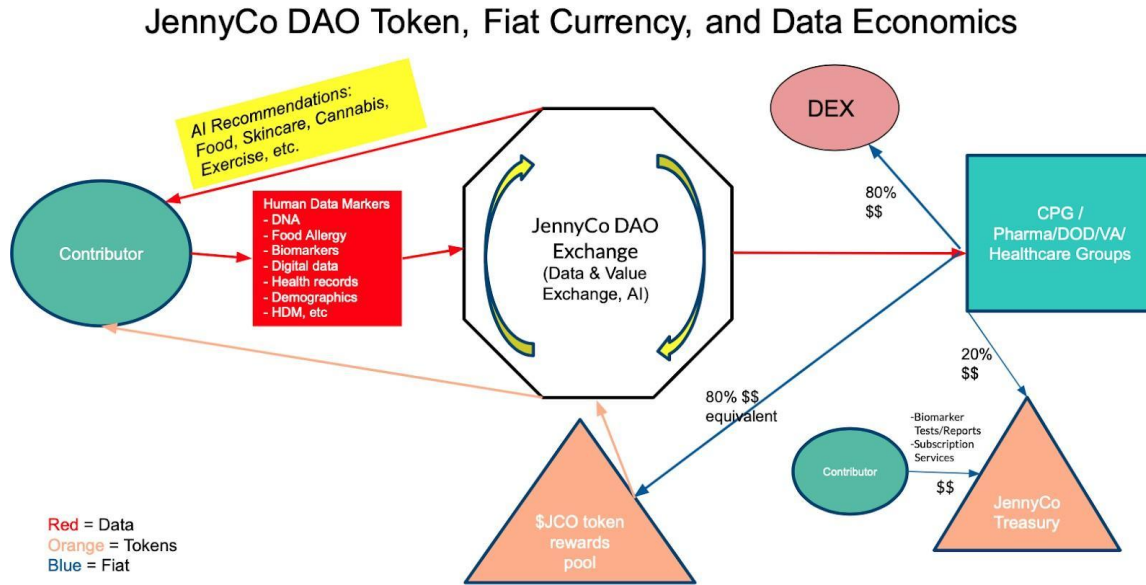 JennyCo DAO Token, Fiat Currency, and Data Economics
AI Recommendations:
Food, Skincare, Cannabis,
Exercise, etc.
DEX
80%
$$
CPG /
Pharma/DOD/VA/
Healthcare Groups
Contributor
Human Data Markers
- DNA
- Food Allergy
- Biomarkers
- Digital data
- Health records
- Demographics
- HDM, etc
JennyCo DAO
Exchange
(Data & Value
Exchange, AI)
20%
$$
80% $$
equivalent
-Biomarker
Tests/Reports
-Subscription
Services
Contributor
$$
JennyCo
Treasury
$JCO token
rewards
pool
Red = Data
Orange = Tokens
Blue = Fiat